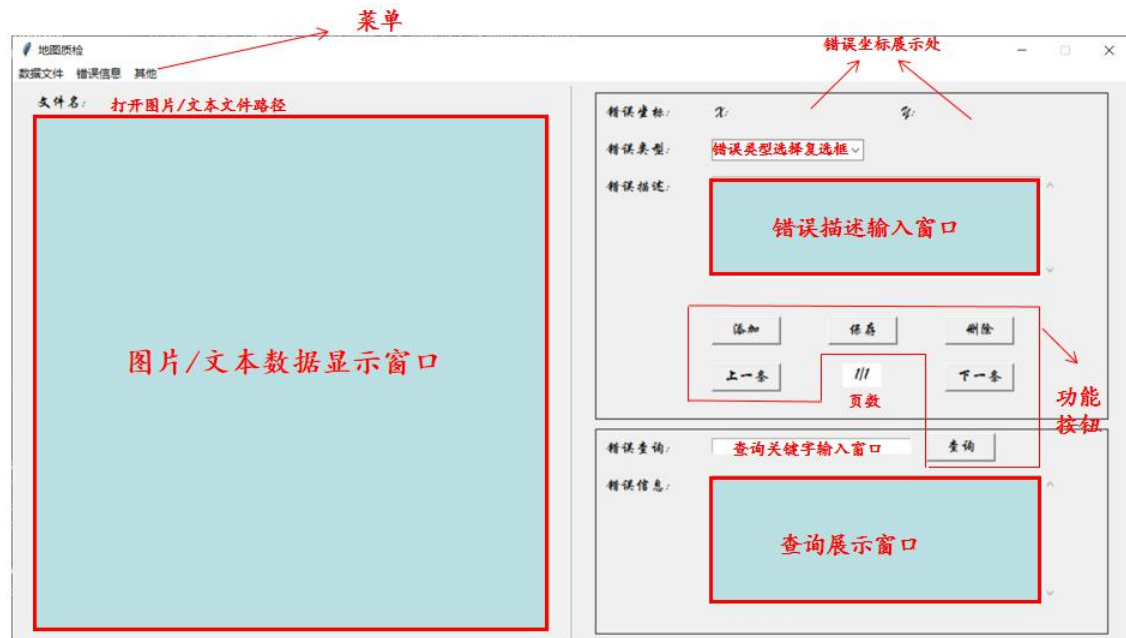 菜单
地图质检
错误坐标展示处
数据文件 错误信息 其他
文件名: 打开图片/文本文件路径
错误坐标: X: Y:
错误类型: 错误类型选择复选框
错误描述:
错误描述输入窗口
添加 保存 删除
图片/文本数据显示窗口
上一条 1/1 下一条
页数
功能
按钮
错误查询: 查询关键字输入窗口 查询
错误信息:
查询展示窗口